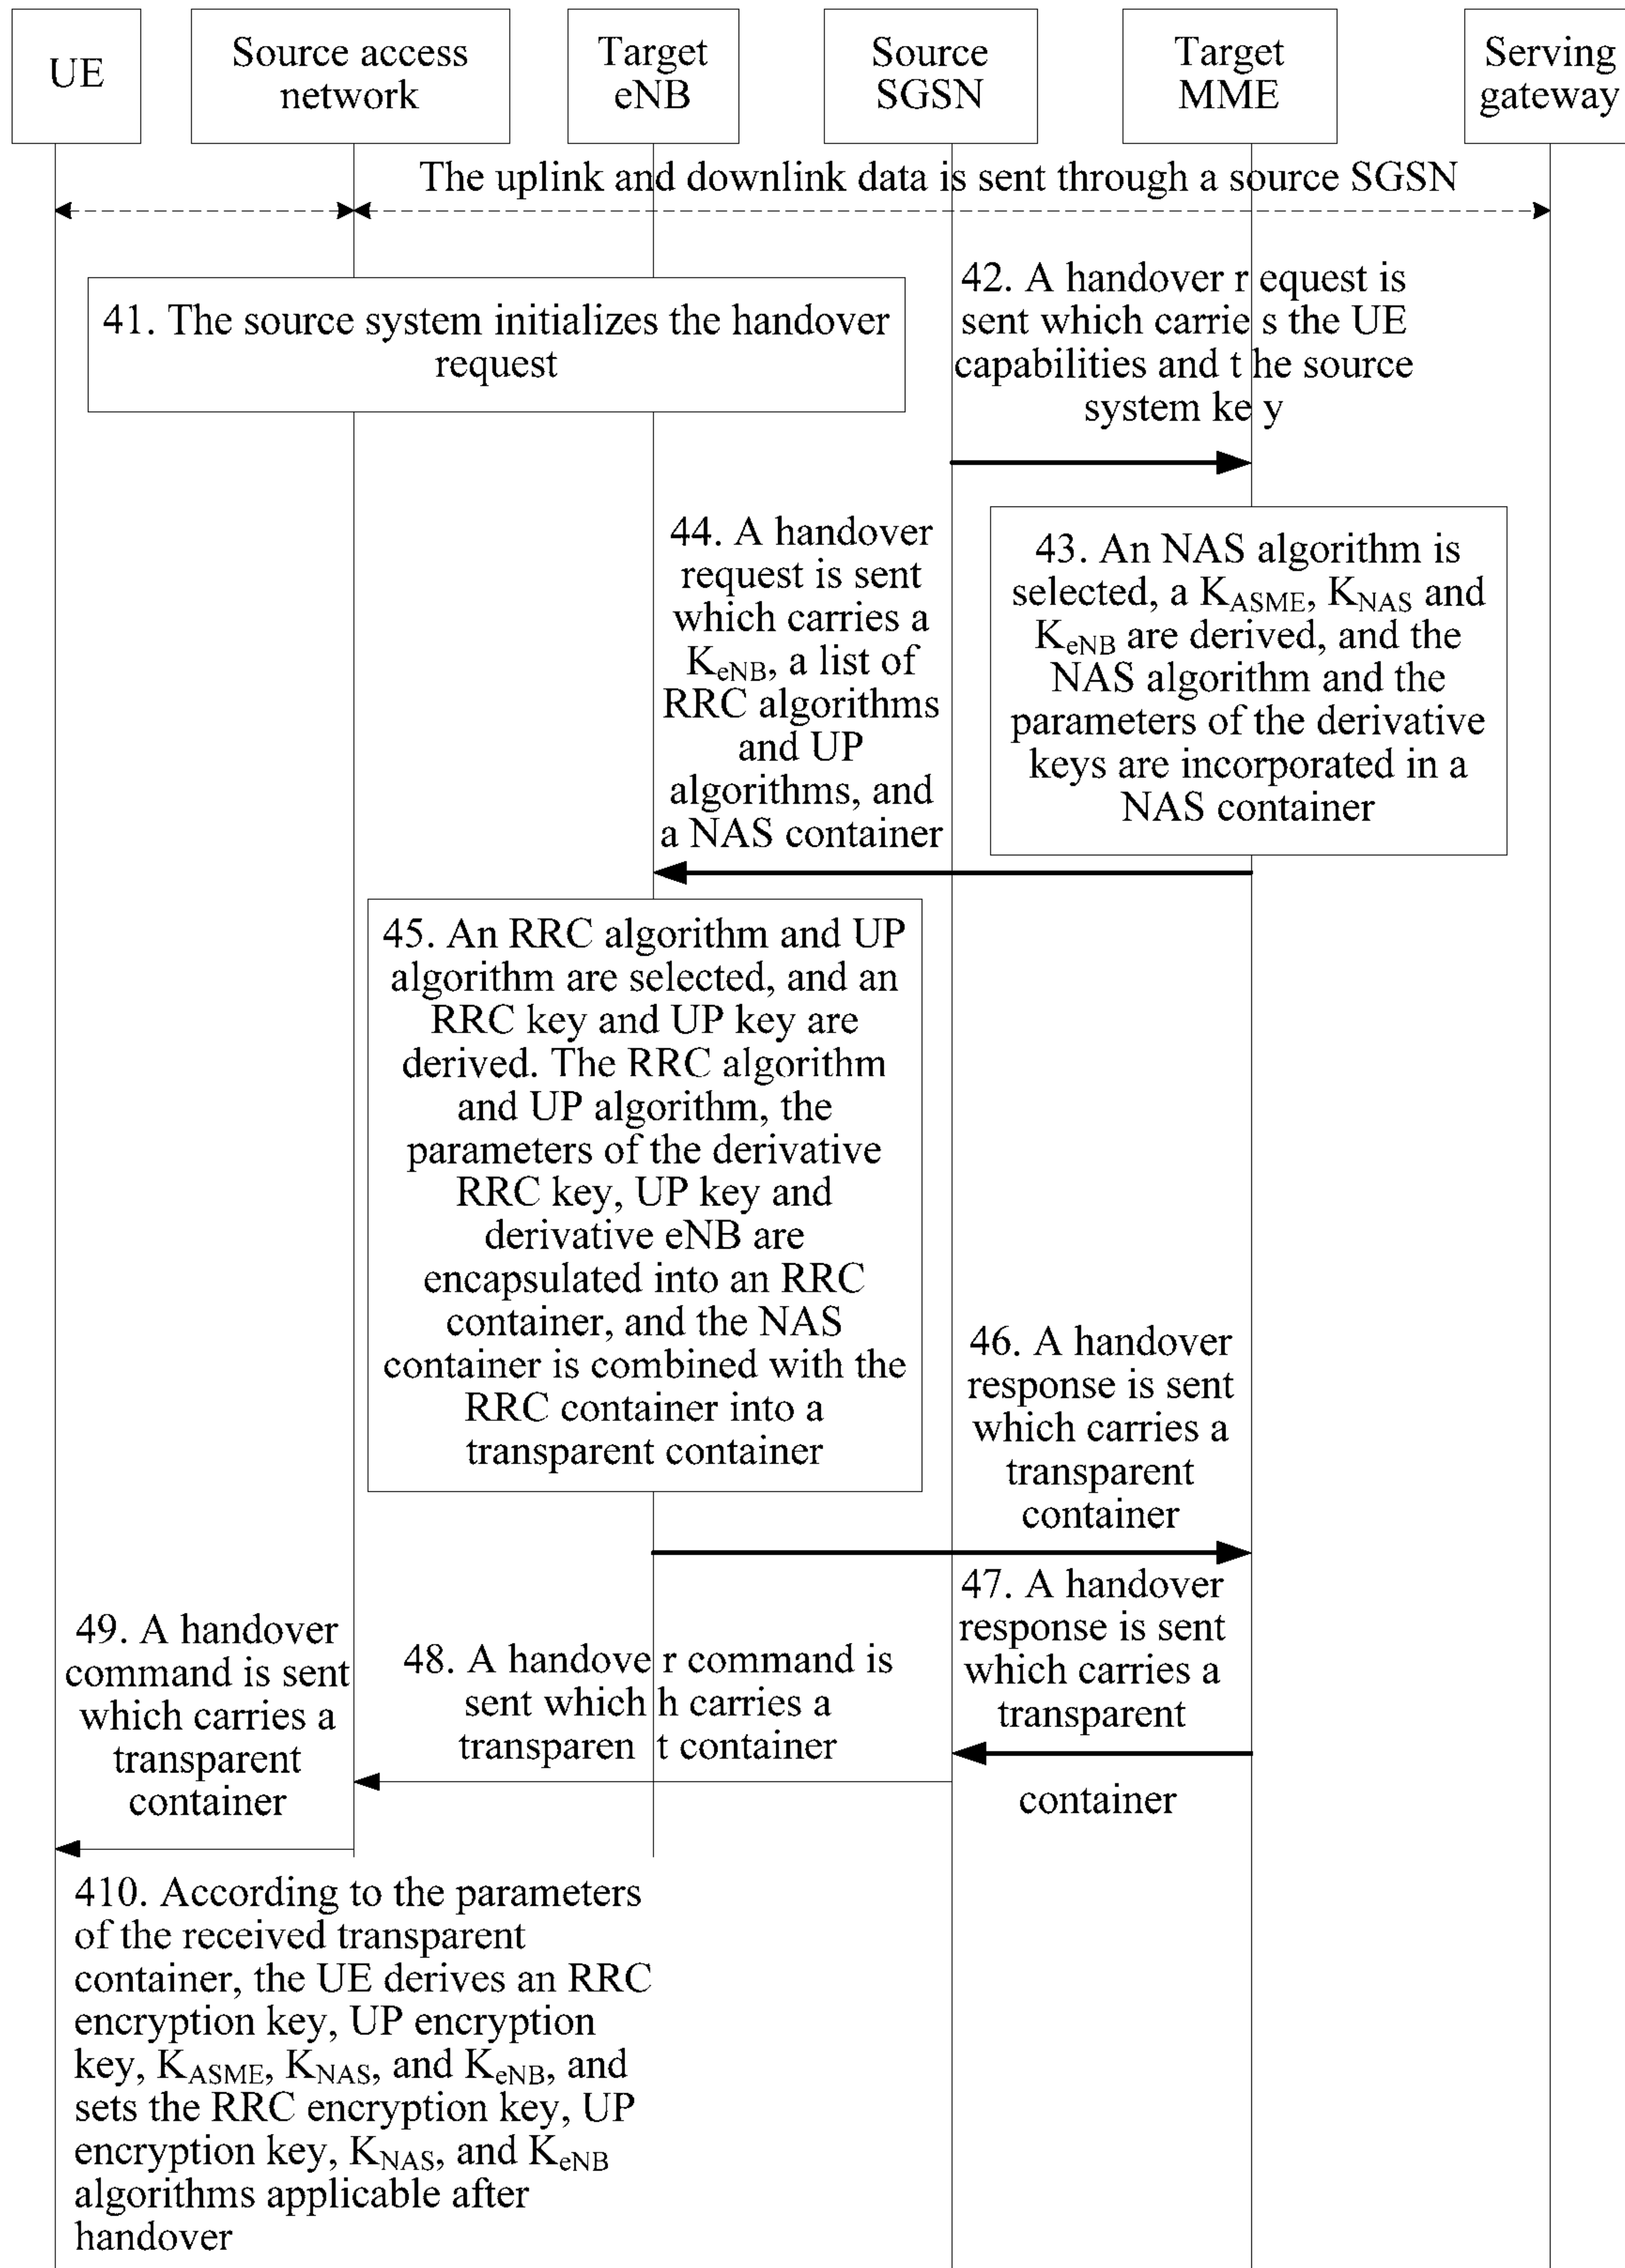 UE
Source access
network
Target
eNB
Source
SGSN
Target
MME
Serving
gateway
The uplink and downlink data is sent through a source SGSN
41. The source system initializes the handover
request
42. A handover r equest is
sent which carrie s the UE
capabilities and t he source
system ke y
43. An NAS algorithm is
selected, a KASME, KNAS and
KeNB are derived, and the
NAS algorithm and the
parameters of the derivative
keys are incorporated in a
NAS container
44. A handover
request is sent
which carries a
KeNB, a list of
RRC algorithms
and UP
algorithms, and
a NAS container
45. An RRC algorithm and UP
algorithm are selected, and an
RRC key and UP key are
derived. The RRC algorithm
and UP algorithm, the
parameters of the derivative
RRC key, UP key and
derivative eNB are
encapsulated into an RRC
container, and the NAS
container is combined with the
RRC container into a
transparent container
46. A handover
response is sent
which carries a
transparent
container
47. A handover
response is sent
which carries a
transparent
container
48. A handove r command is
sent which h carries a
transparen t container
49. A handover
command is sent
which carries a
transparent
container
410. According to the parameters
of the received transparent
container, the UE derives an RRC
encryption key, UP encryption
key, KASME, KNAS, and KeNB, and
sets the RRC encryption key, UP
encryption key, KNAS, and KeNB
algorithms applicable after
handover